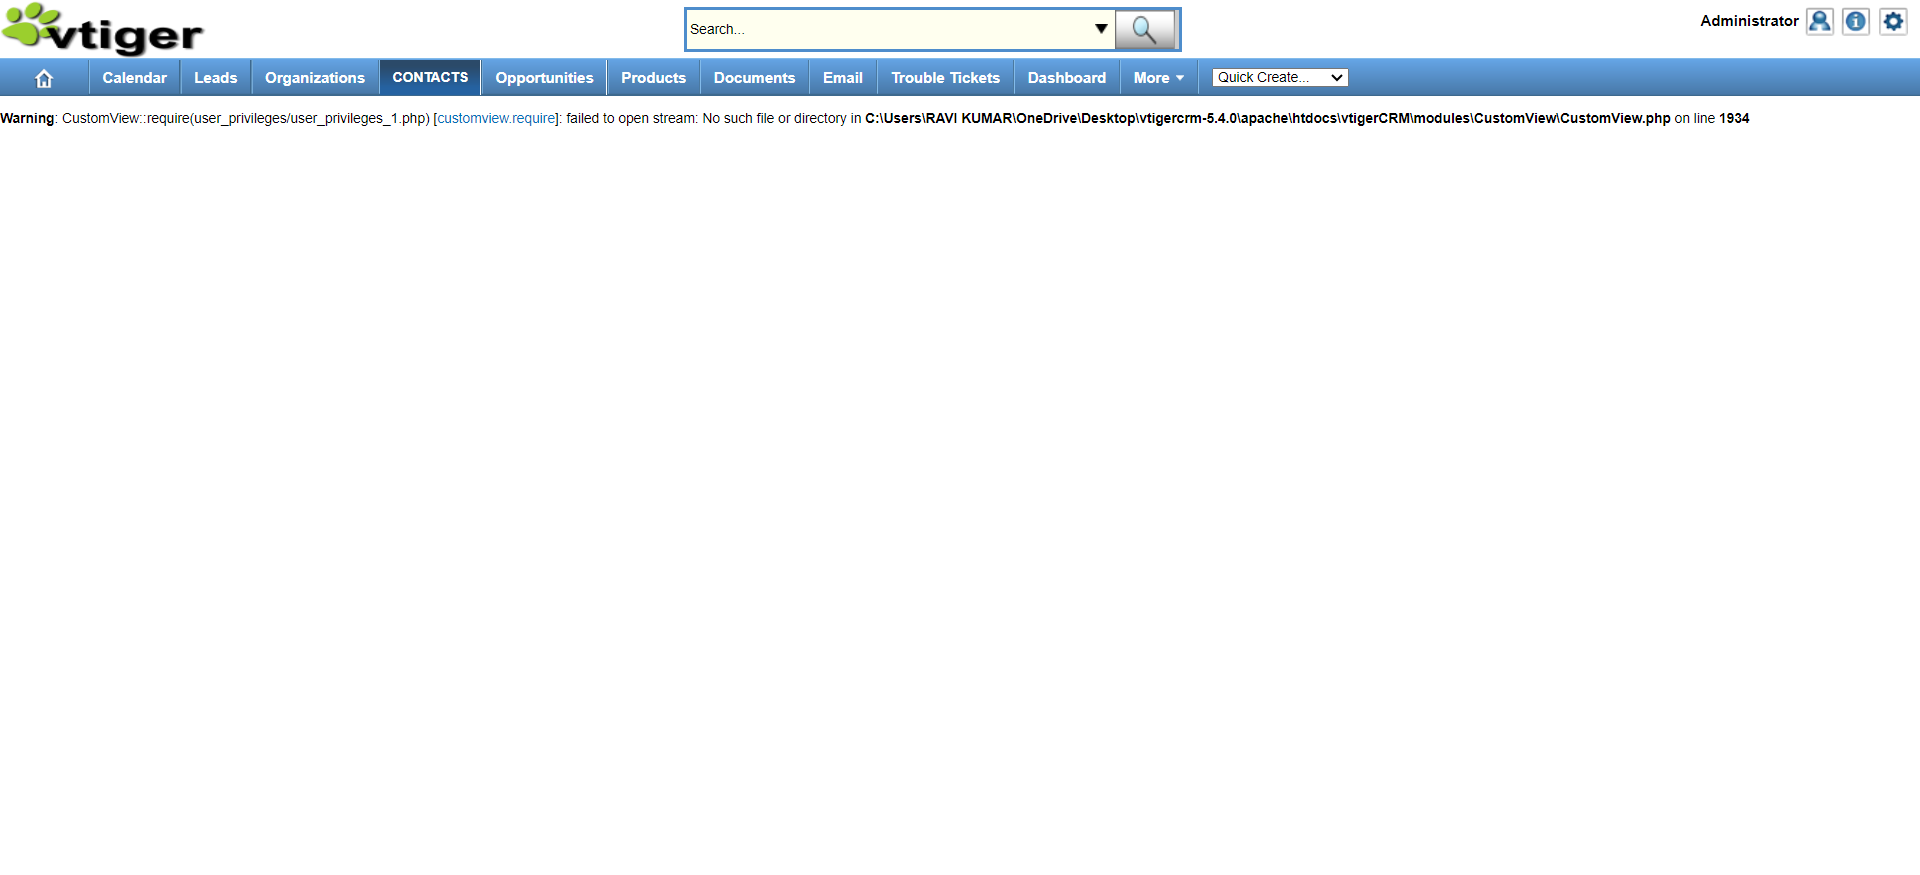 vtiger
Search...
Administrator
Calendar Leads Organizations CONTACTS Opportunities Products Documents Email Trouble Tickets Dashboard More Quick Create...
Warning: CustomView::require(user_privileges/user_privileges_1.php) [customview.require]: failed to open stream: No such file or directory in C:\Users\RAVI KUMAR\OneDrive\Desktop\vtigercrm-5.4.0\apache\htdocs\vtigerCRM\modules\CustomView\CustomView.php on line 1934